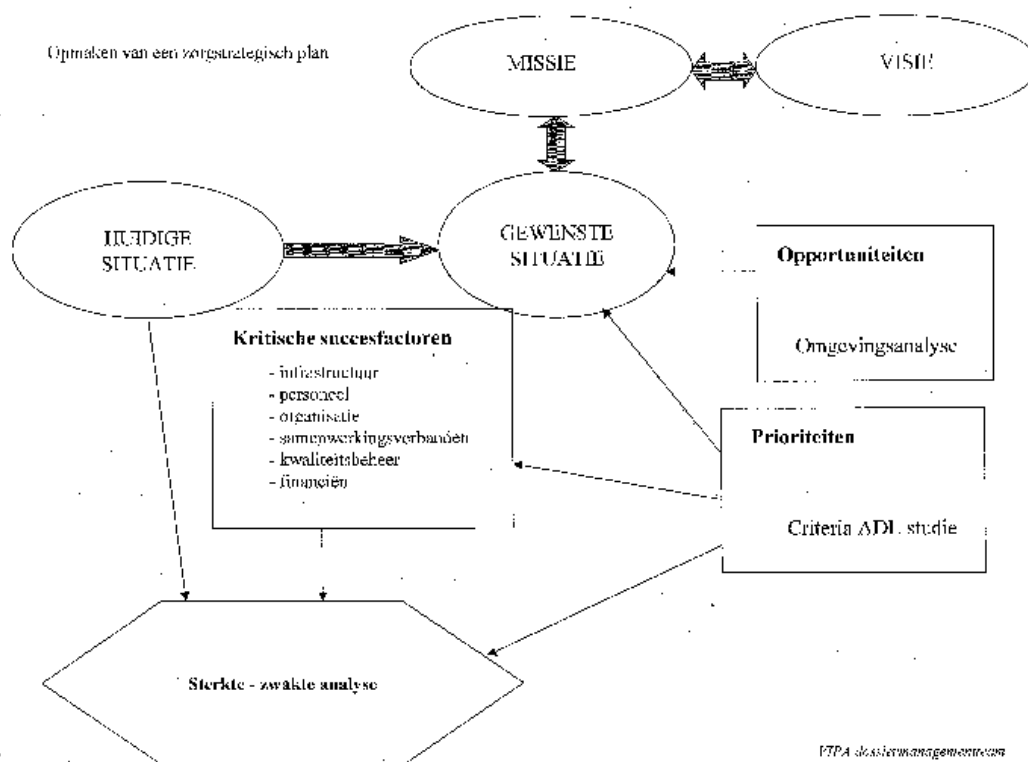 Opmaken van een zorgstrategisch plan
MISSIE
VISIE
HUIDIGE
SITUATIE
GEWENSTE
SITUATIE
Opportuniteiten
Omgevingsanalyse
Kritische succesfactoren
- infrastructuur
- personeel
- organisatie
- samenwerkingsverbanden
- kwaliteitsbeheer
- financiën
Prioriteiten
Criteria ADL studie
Sterkte - zwakte analyse
VIPA dossiermanagementteam